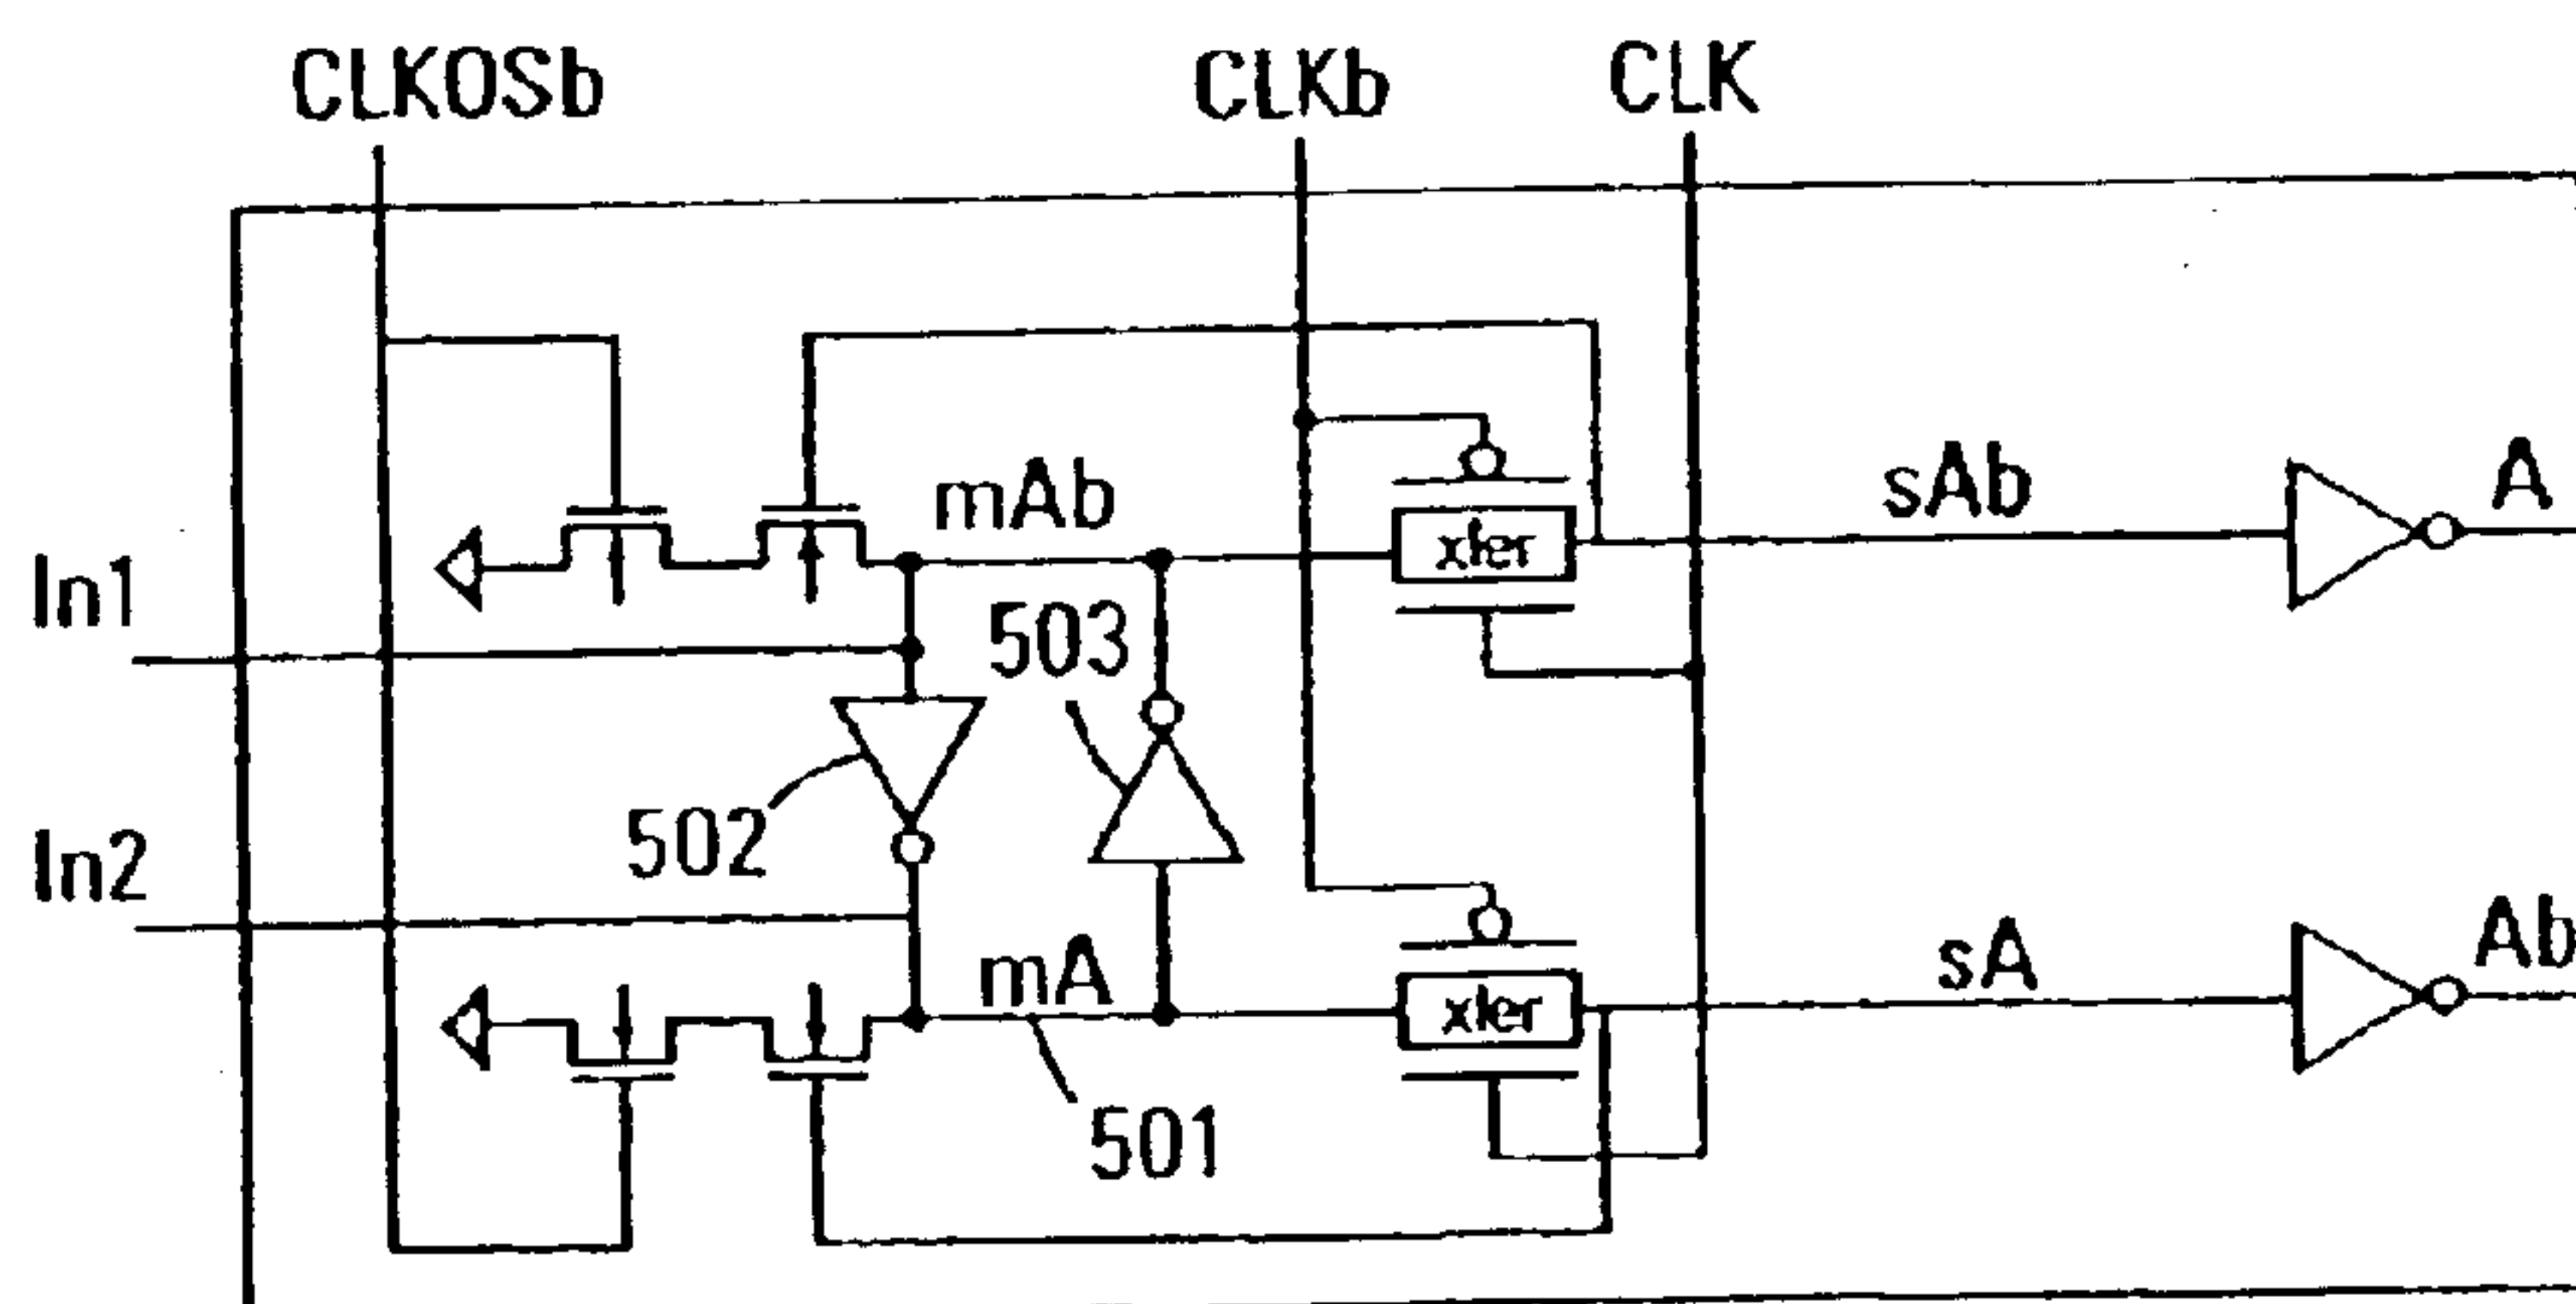 CLKOSb CLKb CLK
mAb
xfer
sAb
A
In1
503
502
In2
mA
xfer
sA
Ab
501